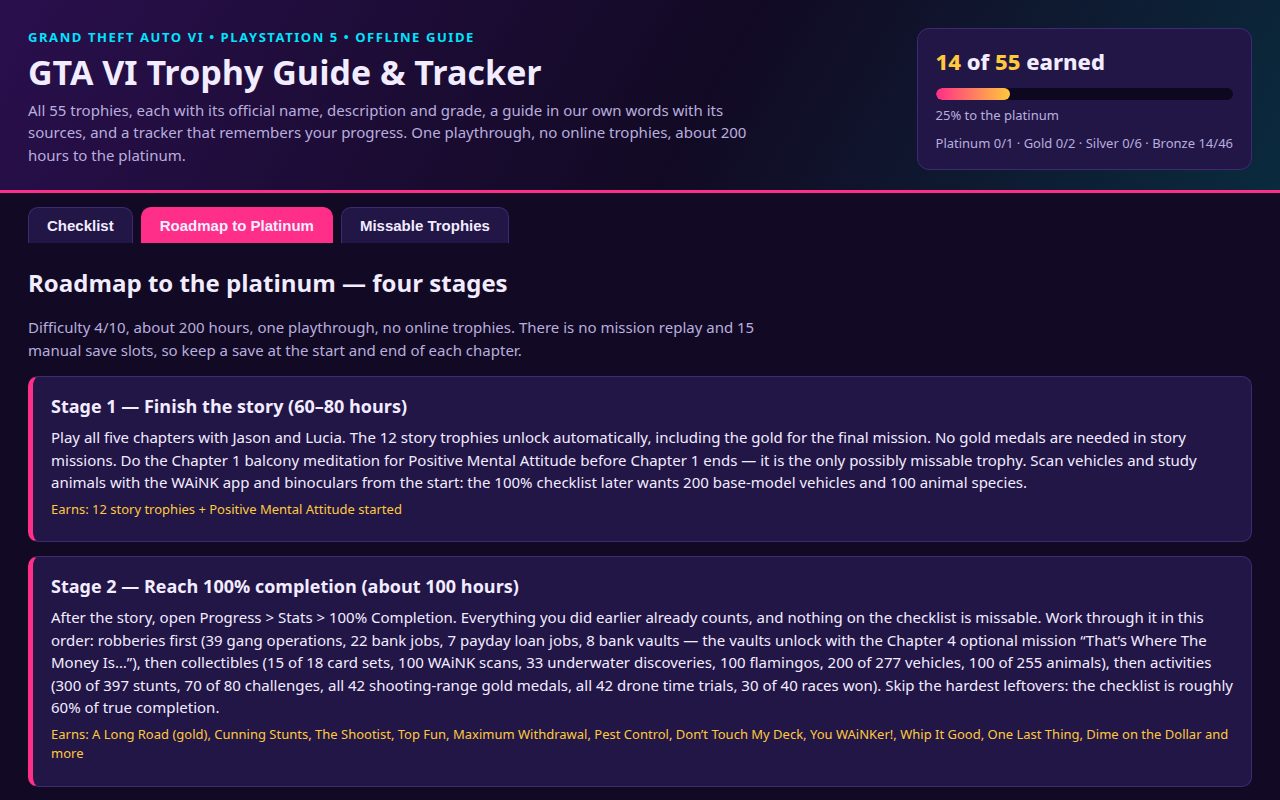 GRAND THEFT AUTO VI • PLAYSTATION 5 • OFFLINE GUIDE
GTA VI Trophy Guide & Tracker
All 55 trophies, each with its official name, description and grade, a guide in our own words with its
sources, and a tracker that remembers your progress. One playthrough, no online trophies, about 200
hours to the platinum.
14 of 55 earned
25% to the platinum
Platinum 0/1 · Gold 0/2 · Silver 0/6 · Bronze 14/46
Checklist
Roadmap to Platinum
Missable Trophies
Roadmap to the platinum — four stages
Difficulty 4/10, about 200 hours, one playthrough, no online trophies. There is no mission replay and 15
manual save slots, so keep a save at the start and end of each chapter.
Stage 1 — Finish the story (60–80 hours)
Play all five chapters with Jason and Lucia. The 12 story trophies unlock automatically, including the gold for the final mission. No gold medals are needed in story
missions. Do the Chapter 1 balcony meditation for Positive Mental Attitude before Chapter 1 ends — it is the only possibly missable trophy. Scan vehicles and study
animals with the WAiNK app and binoculars from the start: the 100% checklist later wants 200 base-model vehicles and 100 animal species.
Earns: 12 story trophies + Positive Mental Attitude started
Stage 2 — Reach 100% completion (about 100 hours)
After the story, open Progress > Stats > 100% Completion. Everything you did earlier already counts, and nothing on the checklist is missable. Work through it in this
order: robberies first (39 gang operations, 22 bank jobs, 7 payday loan jobs, 8 bank vaults — the vaults unlock with the Chapter 4 optional mission “That’s Where The
Money Is…”), then collectibles (15 of 18 card sets, 100 WAiNK scans, 33 underwater discoveries, 100 flamingos, 200 of 277 vehicles, 100 of 255 animals), then activities
(300 of 397 stunts, 70 of 80 challenges, all 42 shooting-range gold medals, all 42 drone time trials, 30 of 40 races won). Skip the hardest leftovers: the checklist is roughly
60% of true completion.
Earns: A Long Road (gold), Cunning Stunts, The Shootist, Top Fun, Maximum Withdrawal, Pest Control, Don’t Touch My Deck, You WAiNKer!, Whip It Good, One Last Thing, Dime on the Dollar and
more